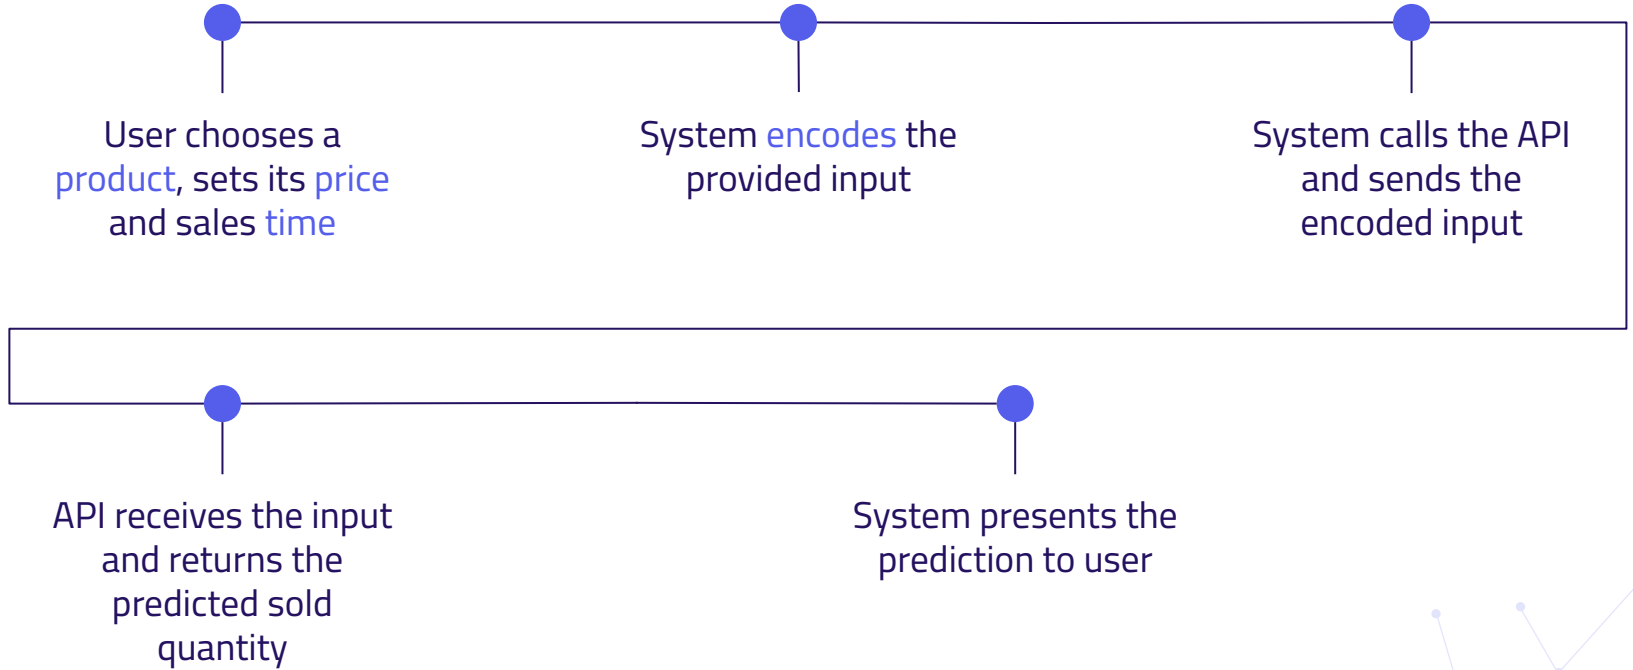 User chooses a
product, sets its price
and sales time
System encodes the
provided input
System calls the API
and sends the
encoded input
API receives the input
and returns the
predicted sold
quantity
System presents the
prediction to user